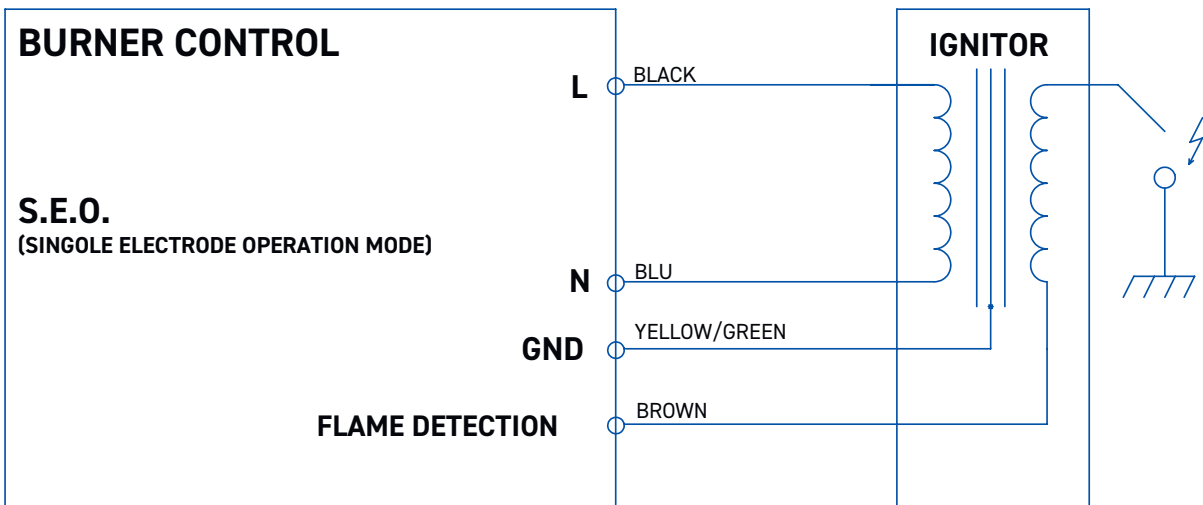 BURNER CONTROL
IGNITOR
L
BLACK
S.E.O.
(SINGOLE ELECTRODE OPERATION MODE)
N
BLU
GND
YELLOW/GREEN
FLAME DETECTION
BROWN